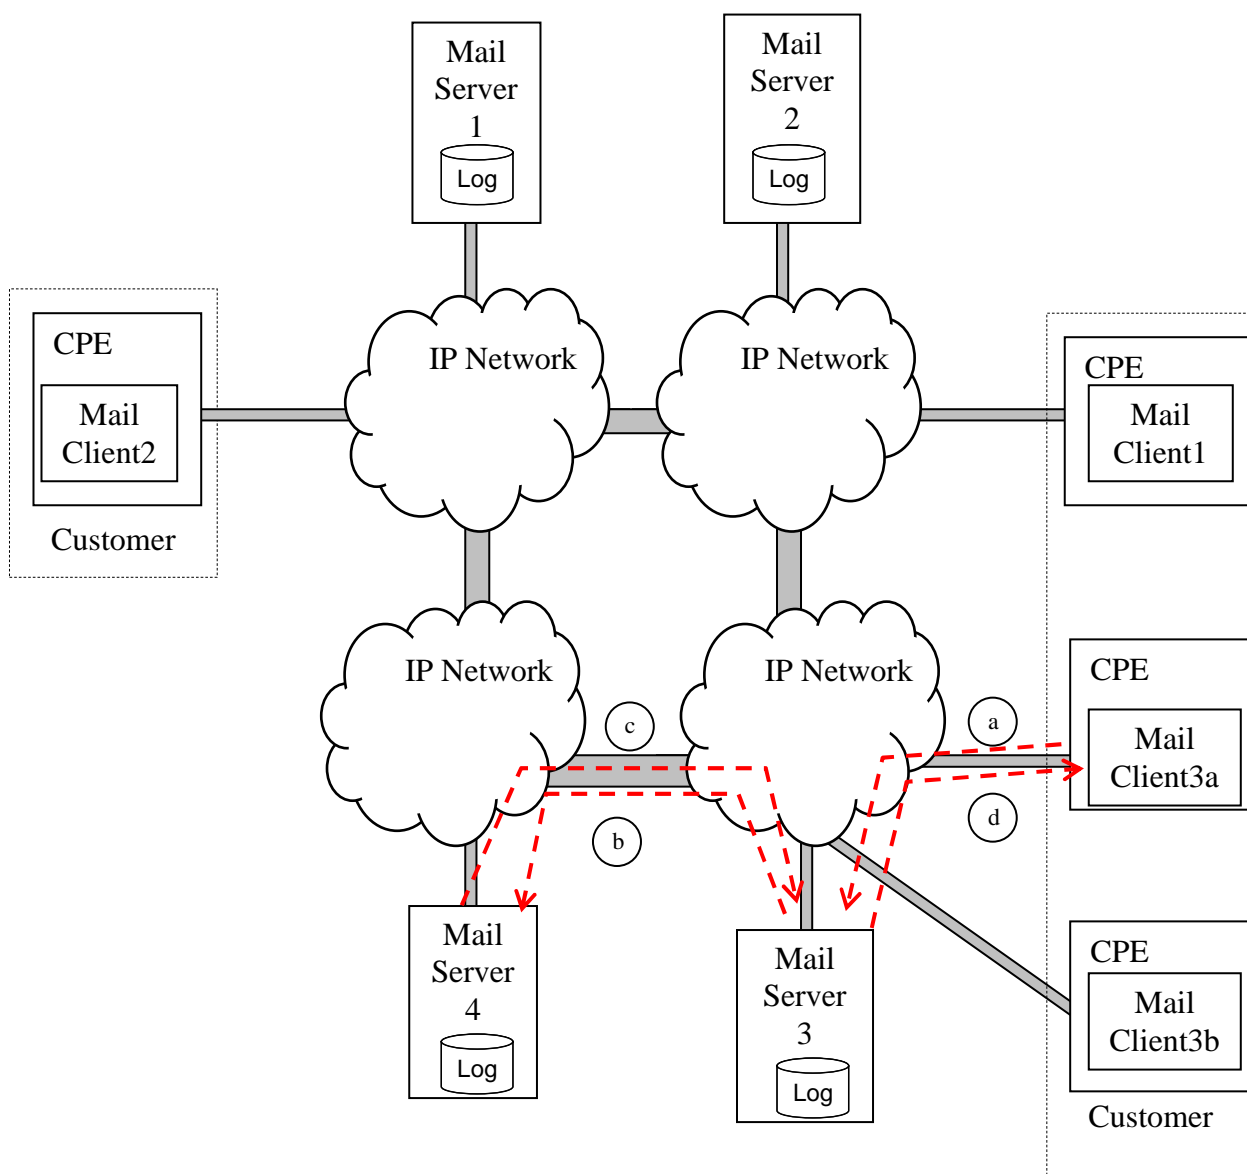 Mail
Server
1
Log
Mail
Server
2
Log
CPE
Mail
Client2
Customer
IP Network
IP Network
CPE
Mail
Client1
IP Network
IP Network
c
b
a
d
CPE
Mail
Client3a
Mail
Server
4
Log
Mail
Server
3
Log
CPE
Mail
Client3b
Customer